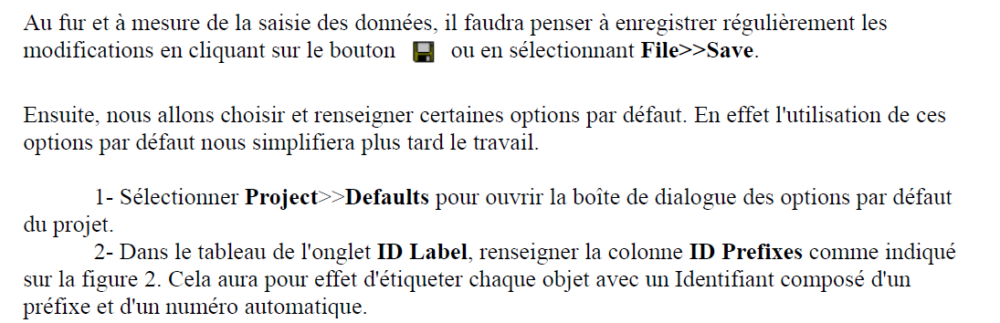 Au fur et à mesure de la saisie des données, il faudra penser à enregistrer régulièrement les
modifications en cliquant sur le bouton ou en sélectionnant File>>Save.
Ensuite, nous allons choisir et renseigner certaines options par défaut. En effet l'utilisation de ces
options par défaut nous simplifiera plus tard le travail.
1- Sélectionner Project>>Defaults pour ouvrir la boîte de dialogue des options par défaut
du projet.
2- Dans le tableau de l'onglet ID Label, renseigner la colonne ID Prefixes comme indiqué
sur la figure 2. Cela aura pour effet d'étiqueter chaque objet avec un Identifiant composé d'un
préfixe et d'un numéro automatique.